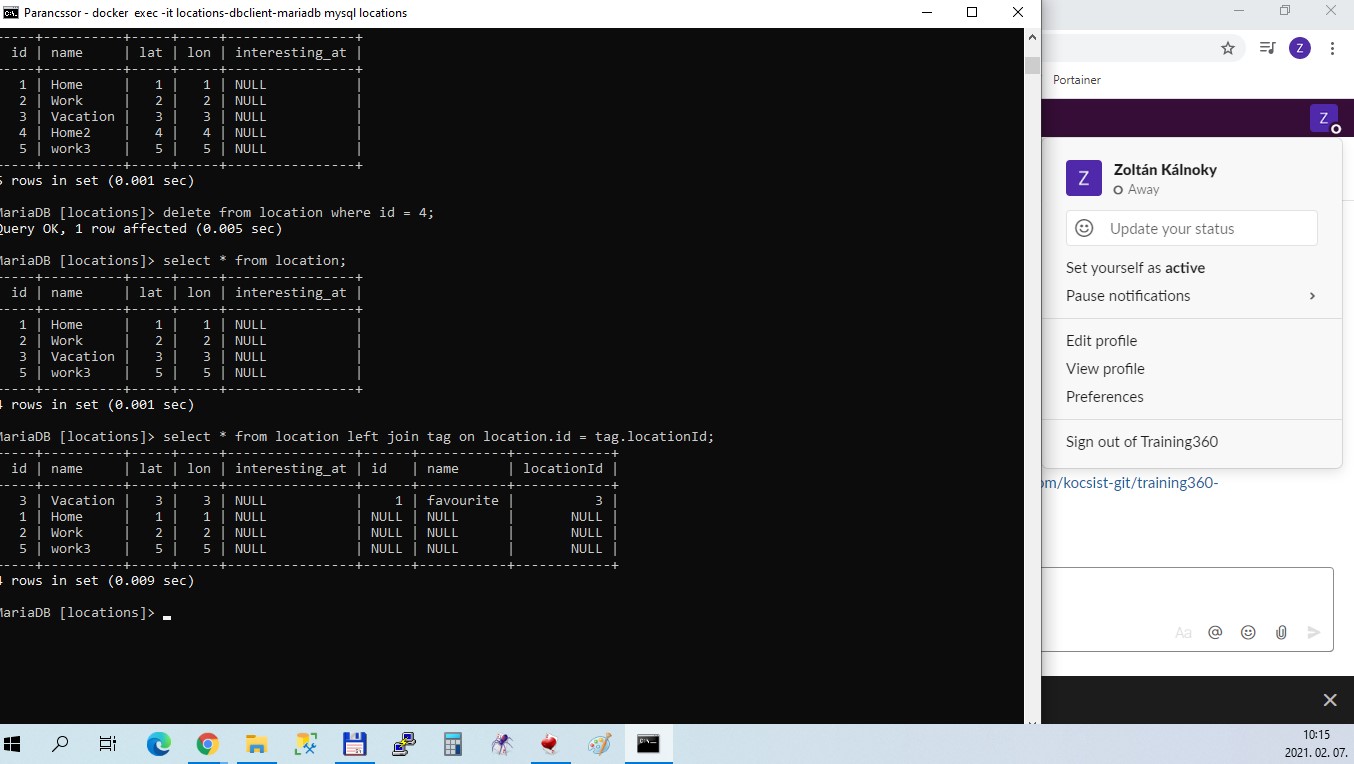 Parancssor - docker exec -it locations-dbclient-mariadb mysql locations
----+----------+-----+-----+----------------+
id | name | lat | lon | interesting_at |
----+----------+-----+-----+----------------+
1 | Home | 1 | 1 | NULL |
2 | Work | 2 | 2 | NULL |
3 | Vacation | 3 | 3 | NULL |
4 | Home2 | 4 | 4 | NULL |
5 | work3 | 5 | 5 | NULL |
----+----------+-----+-----+----------------+
5 rows in set (0.001 sec)
MariaDB [locations]> delete from location where id = 4;
Query OK, 1 row affected (0.005 sec)
MariaDB [locations]> select * from location;
----+----------+-----+-----+----------------+
id | name | lat | lon | interesting_at |
----+----------+-----+-----+----------------+
1 | Home | 1 | 1 | NULL |
2 | Work | 2 | 2 | NULL |
3 | Vacation | 3 | 3 | NULL |
5 | work3 | 5 | 5 | NULL |
----+----------+-----+-----+----------------+
4 rows in set (0.001 sec)
MariaDB [locations]> select * from location left join tag on location.id = tag.locationId;
----+----------+-----+-----+----------------+------+-----------+------------+
id | name | lat | lon | interesting_at | id | name | locationId |
----+----------+-----+-----+----------------+------+-----------+------------+
3 | Vacation | 3 | 3 | NULL | 1 | favourite | 3 |
1 | Home | 1 | 1 | NULL | NULL | NULL | NULL |
2 | Work | 2 | 2 | NULL | NULL | NULL | NULL |
5 | work3 | 5 | 5 | NULL | NULL | NULL | NULL |
----+----------+-----+-----+----------------+------+-----------+------------+
4 rows in set (0.009 sec)
MariaDB [locations]>
Z
Portainer
Z
Z
Zoltán Kálnoky
Away
Update your status
Set yourself as active
Pause notifications
Edit profile
View profile
Preferences
Sign out of Training360
om/kocsist-git/training360-
Aa @
10:15
2021. 02. 07.